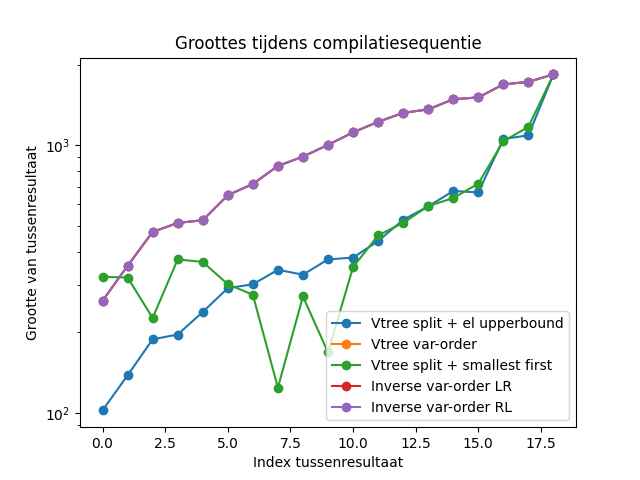 Groottes tijdens compilatiesequentie
Grootte van tussenresultaat
10³
10²
Vtree split + el upperbound
Vtree var-order
Vtree split + smallest first
Inverse var-order LR
Inverse var-order RL
0.0 2.5 5.0 7.5 10.0 12.5 15.0 17.5
Index tussenresultaat